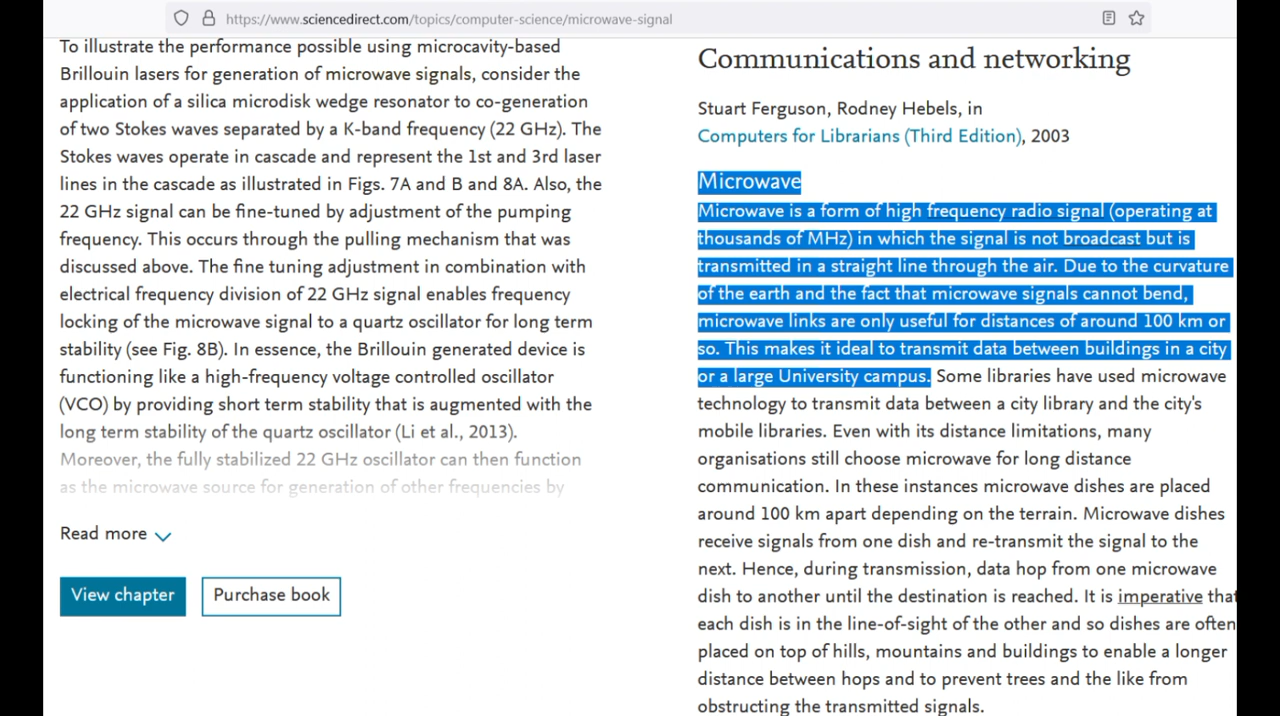 https://www.sciencedirect.com/topics/computer-science/microwave-signal
To illustrate the performance possible using microcavity-based
Brillouin lasers for generation of microwave signals, consider the
application of a silica microdisk wedge resonator to co-generation
of two Stokes waves separated by a K-band frequency (22 GHz). The
Stokes waves operate in cascade and represent the 1st and 3rd laser
lines in the cascade as illustrated in Figs. 7A and B and 8A. Also, the
22 GHz signal can be fine-tuned by adjustment of the pumping
frequency. This occurs through the pulling mechanism that was
discussed above. The fine tuning adjustment in combination with
electrical frequency division of 22 GHz signal enables frequency
locking of the microwave signal to a quartz oscillator for long term
stability (see Fig. 8B). In essence, the Brillouin generated device is
functioning like a high-frequency voltage controlled oscillator
(VCO) by providing short term stability that is augmented with the
long term stability of the quartz oscillator (Li et al., 2013).
Moreover, the fully stabilized 22 GHz oscillator can then function
as the microwave source for generation of other frequencies by
Read more
View chapter
Purchase book
Communications and networking
Stuart Ferguson, Rodney Hebels, in
Computers for Librarians (Third Edition), 2003
Microwave
Microwave is a form of high frequency radio signal (operating at
thousands of MHz) in which the signal is not broadcast but is
transmitted in a straight line through the air. Due to the curvature
of the earth and the fact that microwave signals cannot bend,
microwave links are only useful for distances of around 100 km or
so. This makes it ideal to transmit data between buildings in a city
or a large University campus. Some libraries have used microwave
technology to transmit data between a city library and the city's
mobile libraries. Even with its distance limitations, many
organisations still choose microwave for long distance
communication. In these instances microwave dishes are placed
around 100 km apart depending on the terrain. Microwave dishes
receive signals from one dish and re-transmit the signal to the
next. Hence, during transmission, data hop from one microwave
dish to another until the destination is reached. It is imperative that
each dish is in the line-of-sight of the other and so dishes are often
placed on top of hills, mountains and buildings to enable a longer
distance between hops and to prevent trees and the like from
obstructing the transmitted signals.